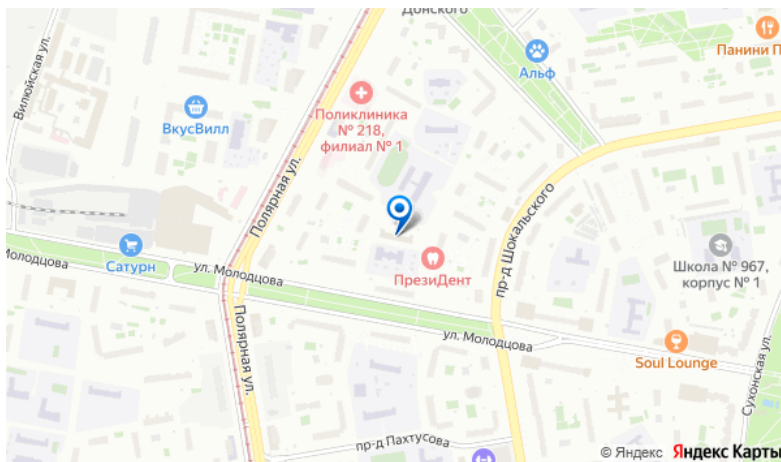 Донского
Панини П
Альф
Вилюйская ул.
ВкусВилл
Поликлиника
№ 218,
филиал № 1
Полярная ул.
пр-д Шокальского
Молодцова
Сатурн
ул. Молодцова
ПрезиДент
Школа № 967,
корпус № 1
Полярная ул.
ул. Молодцова
Soul Lounge
Сухонская ул.
пр-д Пахтусова
© Яндекс Яндекс Карты